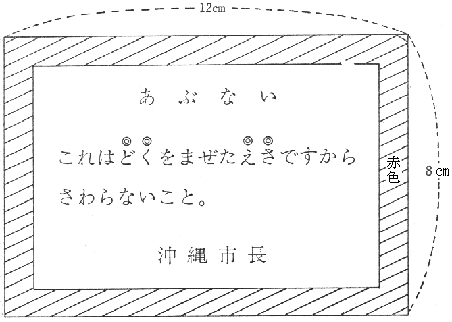 12cm
あぶない
これはどくをまぜたえさですから
さわらないこと。
沖縄市長
赤色
8cm